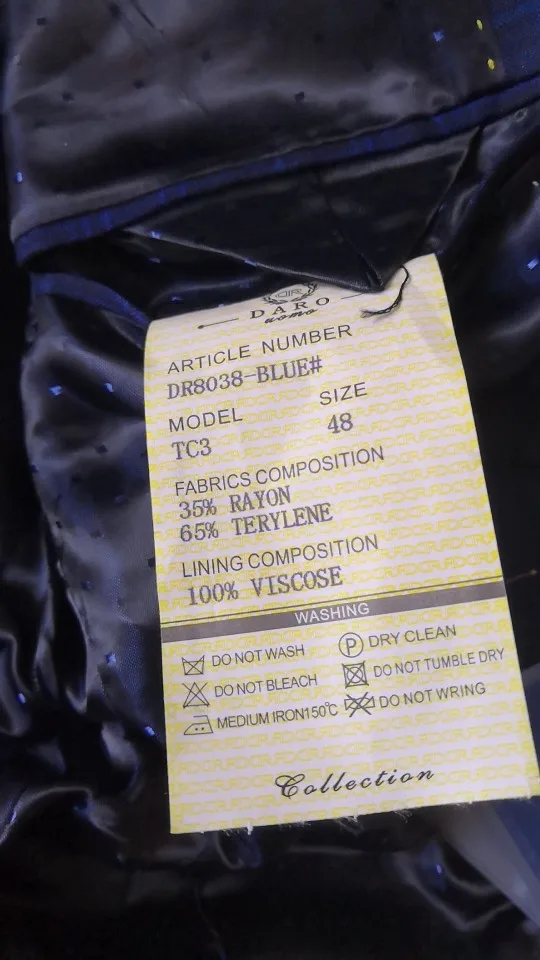 DARO
uomo
ARTICLE NUMBER
DR8038-BLUE#
MODEL SIZE
TC3 48
FABRICS COMPOSITION
35% RAYON
65% TERYLENE
LINING COMPOSITION
100% VISCOSE
WASHING
DO NOT WASH P DRY CLEAN
DO NOT BLEACH DO NOT TUMBLE DRY
MEDIUM IRON150℃ DO NOT WRING
Collection